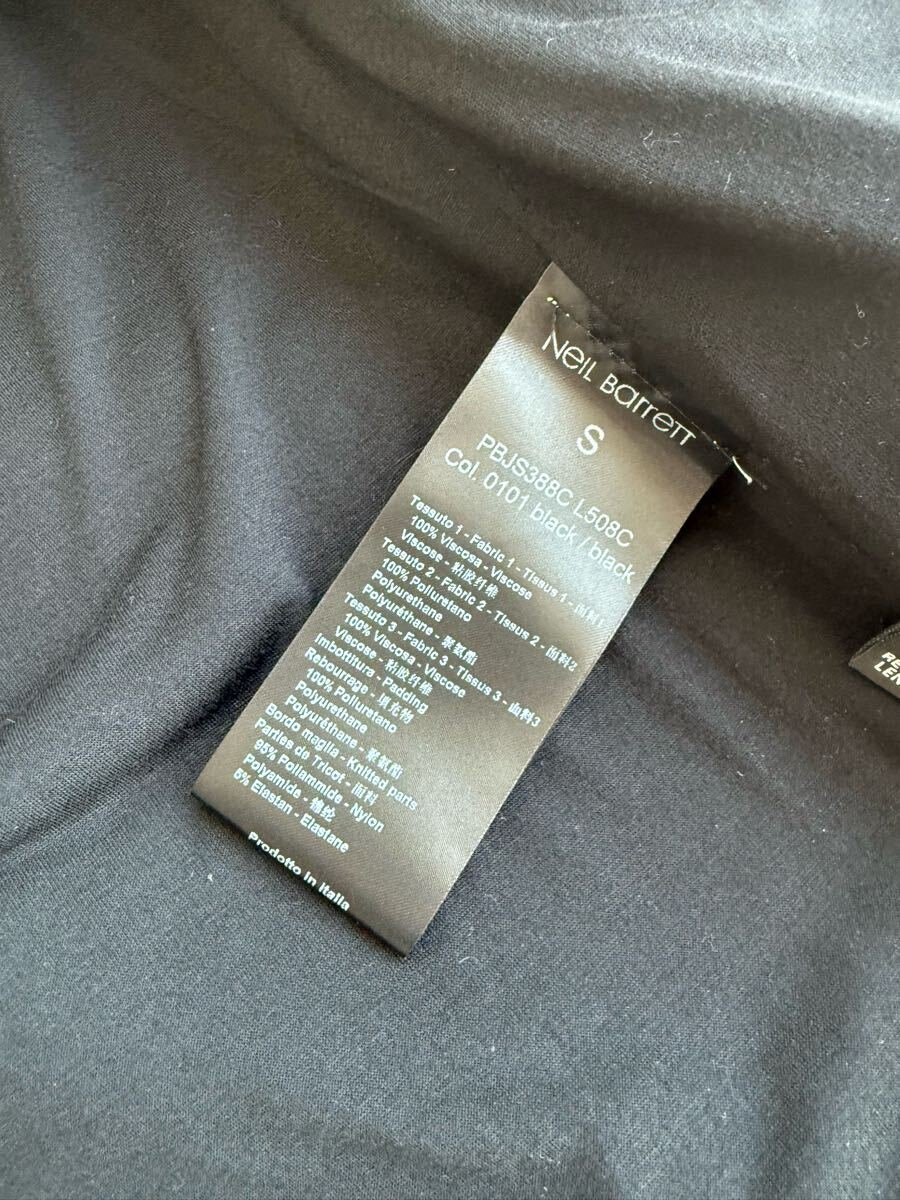 Neil Barrett
S
PBJS388C L508C
Col. 0101 black / black
Tessuto 1 - Fabric 1 - Tissus 1 - 面料1
100% Viscosa - Viscose
Viscose - 粘胶纤维
Tessuto 2 - Fabric 2 - Tissus 2 - 面料2
100% Poliuretano
Polyurethane
Polyuréthane - 聚氨酯
Tessuto 3 - Fabric 3 - Tissus 3 - 面料3
100% Viscosa - Viscose
Viscose - 粘胶纤维
Imbottitura - Padding
Rebourrage - 填充物
100% Poliuretano
Polyurethane
Polyuréthane - 聚氨酯
Bordo maglia - Knitted parts
Parties de Tricot - 面料
95% Poliammide - Nylon
Polyamide - 锦纶
5% Elastan - Elastane
Prodotto in Italia
RE
LEN